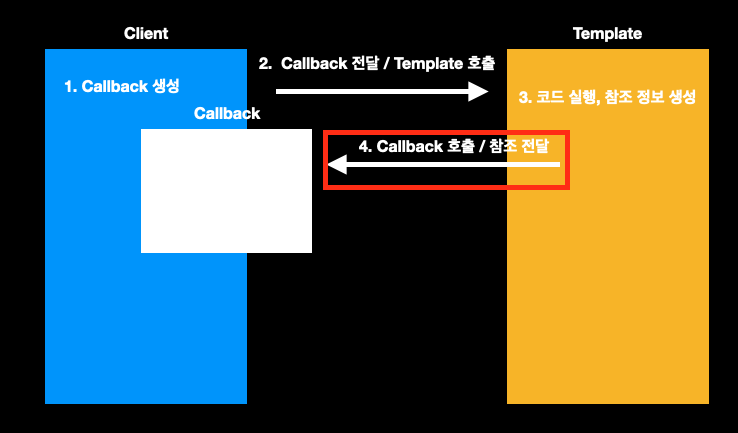 Client
Template
1. Callback 생성
2. Callback 전달 / Template 호출
3. 코드 실행, 참조 정보 생성
Callback
4. Callback 호출 / 참조 전달